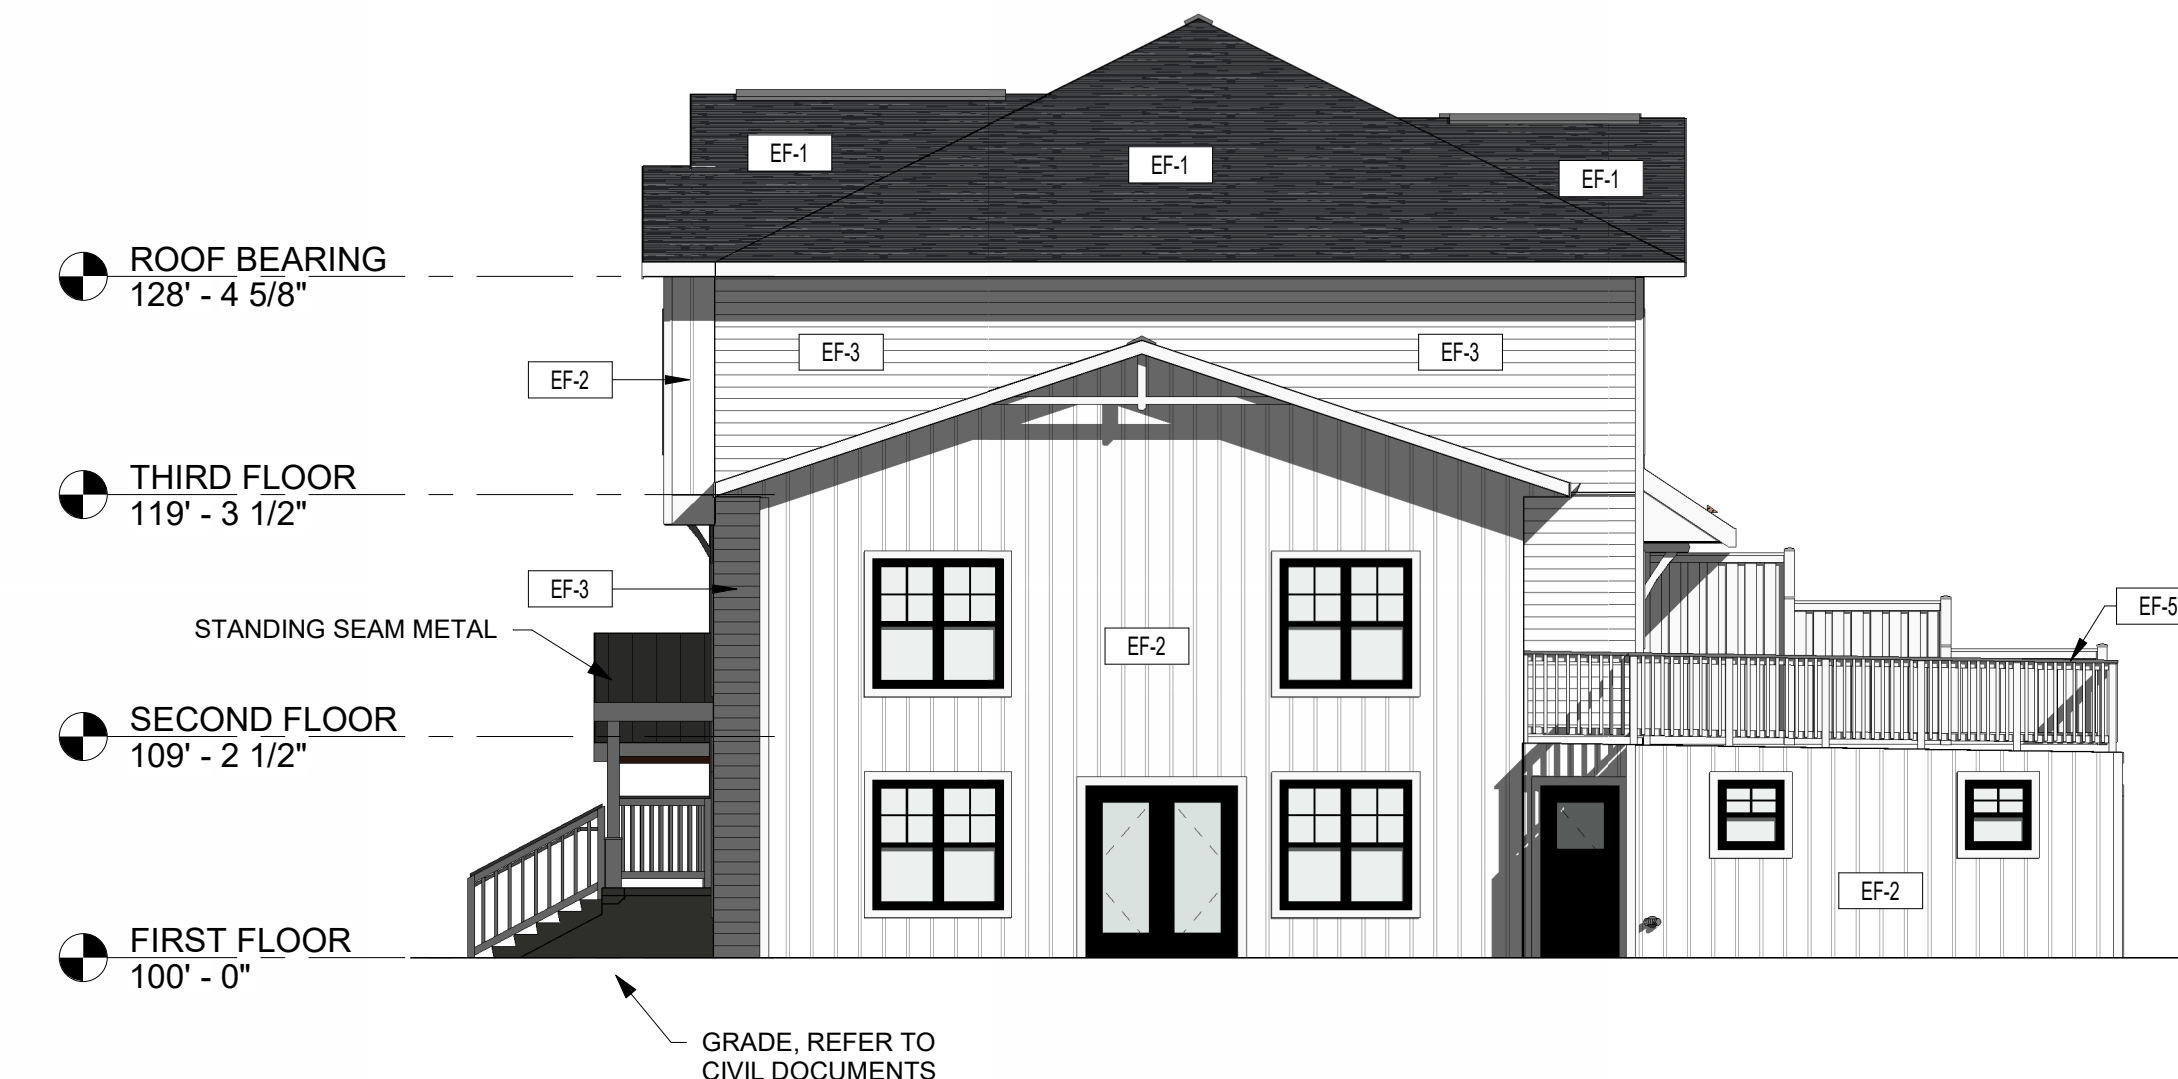 EF-1
EF-1
EF-1
ROOF BEARING
128' - 4 5/8"
EF-3
EF-3
EF-2
THIRD FLOOR
119' - 3 1/2"
EF-3
EF-5
STANDING SEAM METAL
EF-2
SECOND FLOOR
109' - 2 1/2"
EF-2
FIRST FLOOR
100' - 0"
GRADE, REFER TO
CIVIL DOCUMENTS